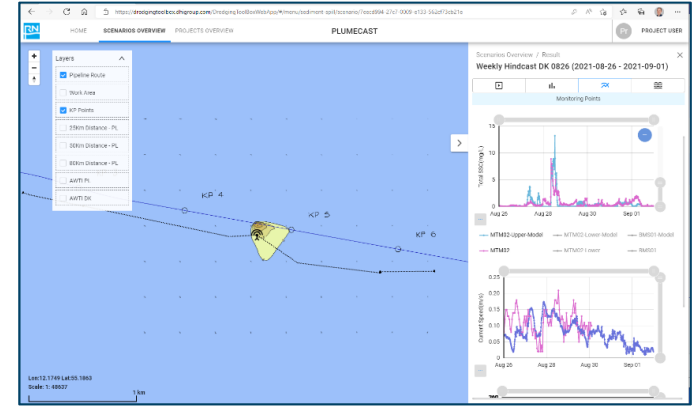 https://dredgingtoolbox.dhigroup.com/DredgingToolBoxWebApp/#/menu/sediment-spill/scenario/
HOME
SCENARIOS OVERVIEW
PROJECTS OVERVIEW
PLUMECAST
Pr
PROJECT USER
Layers
Pipeline Route
Work Area
KP Points
25Km Distance - PL
50Km Distance - PL
80Km Distance - PL
AWTI PL
AWTI DK
+
-
KP 4
KP 5
KP 6
Lon:12.1749 Lat:55.1863
Scale: 1: 48637
1 km
Scenarios Overview / Result
Weekly Hindcast DK 0826 (2021-08-26 - 2021-09-01)
Monitoring Points
Total SSC(mg/L)
15
10
5
0
Aug 26
Aug 28
Aug 30
Sep 01
MTM02-Upper-Model
MTM02-Lower-Model
BMS01-Model
MTM02
MTM02 Lower
BMS01
Current Speed(m/s)
0.25
0.20
0.15
0.10
0.05
0
Aug 26
Aug 28
Aug 30
Sep 01